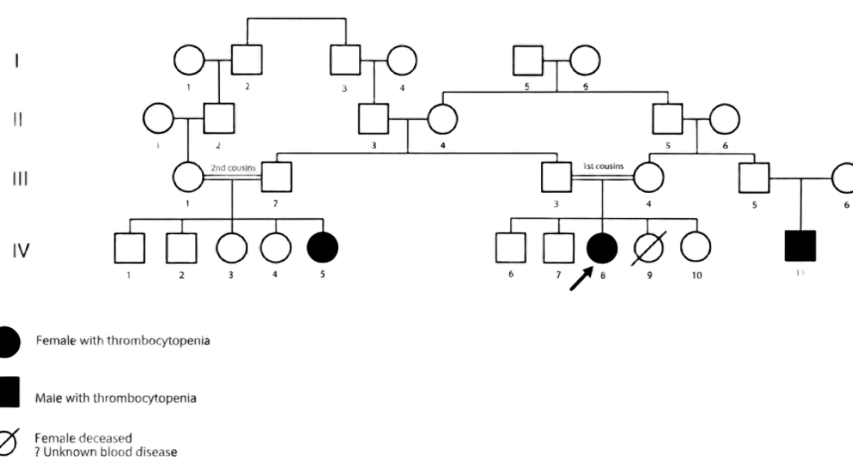 I
1 2 3 4 5 6
II
1 2 3 4 5 6
2nd cousins 1st cousins
III
1 2 3 4 5 6
IV
1 2 3 4 5 6 7 8 9 10 11
Female with thrombocytopenia
Male with thrombocytopenia
Female deceased
? Unknown blood disease